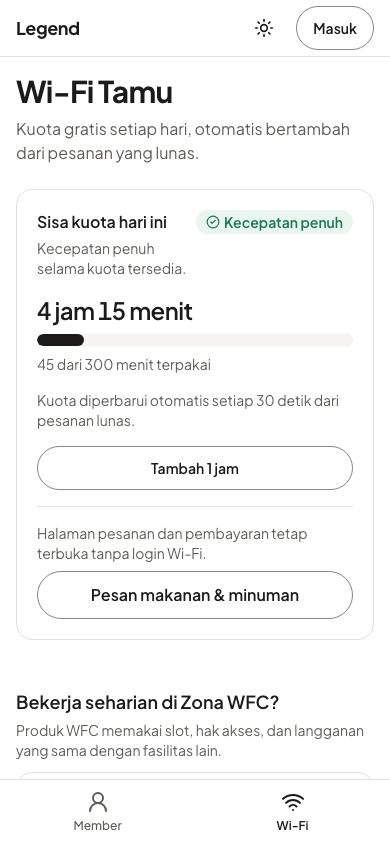 Legend
Masuk
Wi-Fi Tamu
Kuota gratis setiap hari, otomatis bertambah
dari pesanan yang lunas.
Sisa kuota hari ini
Kecepatan penuh
Kecepatan penuh
selama kuota tersedia.
4 jam 15 menit
45 dari 300 menit terpakai
Kuota diperbarui otomatis setiap 30 detik dari
pesanan lunas.
Tambah 1 jam
Halaman pesanan dan pembayaran tetap
terbuka tanpa login Wi-Fi.
Pesan makanan & minuman
Bekerja seharian di Zona WFC?
Produk WFC memakai slot, hak akses, dan langganan
yang sama dengan fasilitas lain.
Member
Wi-Fi